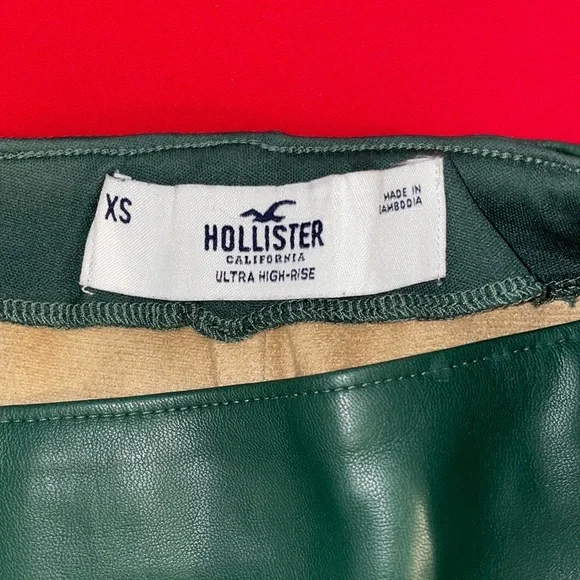 XS
HOLLISTER
CALIFORNIA
ULTRA HIGH-RISE
MADE IN
CAMBODIA